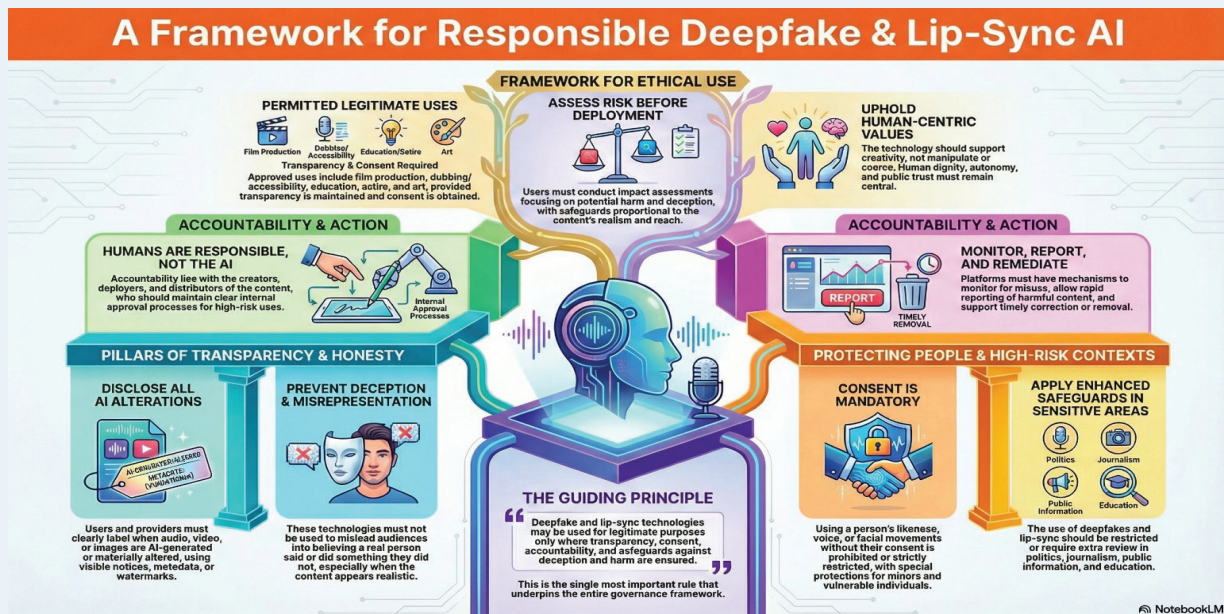 A Framework for Responsible Deepfake & Lip-Sync AI
FRAMEWORK FOR ETHICAL USE
PERMITTED LEGITIMATE USES
Film Production
Debbtso/
Accessibility
Education/Setire
Art
Transparency & Consent Required
Approved uses include film production, dubbing/
accessibility, education, actire, and art, provided
transparency is maintained and consent is obtained.
ASSESS RISK BEFORE
DEPLOYMENT
Users must conduct impact assessments
focusing on potential harm and deception,
with safeguards proportional to the
content's realism and reach.
UPHOLD
HUMAN-CENTRIC
VALUES
The technology should support
creativity, not manipulate or
coerce. Human dignity, autonomy,
and public trust must remain
central.
ACCOUNTABILITY & ACTION
HUMANS ARE RESPONSIBLE,
NOT THE AI
Accountability lie with the creators,
deployers, and distributors of the content,
who should maintain clear internal
approval processes for high-risk uses.
Internal
Approval
Processes
ACCOUNTABILITY & ACTION
REPORT
TIMELY
REMOVAL
MONITOR, REPORT,
AND REMEDIATE
Platforms must have mechanisms to
monitor for misuss, allow rapid
reporting of harmful content, and
support timely correction or removal.
PILLARS OF TRANSPARENCY & HONESTY
DISCLOSE ALL
AI ALTERATIONS
Users and providers must
clearly label when audio, video,
or images are AI-generated
or materially altered, using
visible notices, metedata, or
watermarks.
PREVENT DECEPTION
& MISREPRESENTATION
These technologies must not
be used to mislead audiences
into believing a real person
said or did something they did
not, especially when the
content appears realistic.
THE GUIDING PRINCIPLE
"Deepfake and lip-sync technologies
may be used for legitimate purposes
only where transparency, consent,
accountability, and asfeguards against
deception and harm are ensured."
This is the single most important rule that
underpins the entire governance framework.
PROTECTING PEOPLE & HIGH-RISK CONTEXTS
CONSENT IS
MANDATORY
Using a person's likenese,
voice, or facial movements
without their consent is
prohibited or strictly
restricted, with special
protections for minors and
vulnerable individuals.
APPLY ENHANCED
SAFEGUARDS IN
SENSITIVE AREAS
Politics
Journalism
Public
Information
Education
The use of deepfakes and
lip-sync should be restricted
or require extra review in
politics, journalism, public
information, and education.
NotebookLM